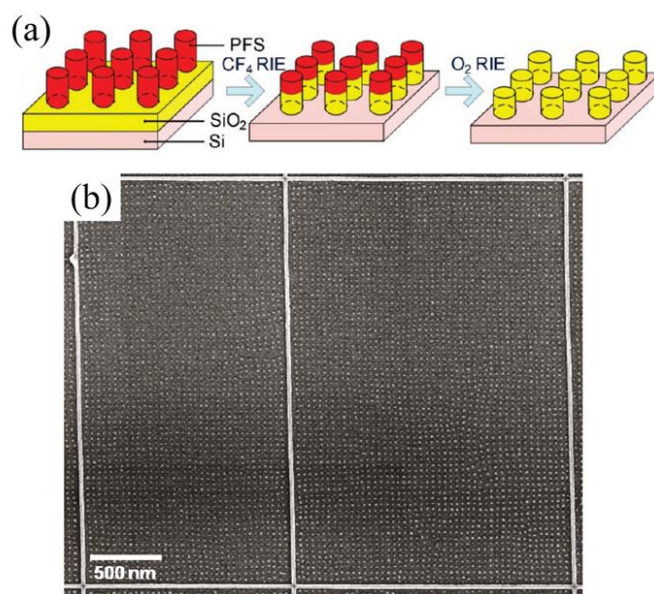 (a)
PFS
CF₄ RIE
O₂ RIE
SiO₂
Si
(b)
500 nm